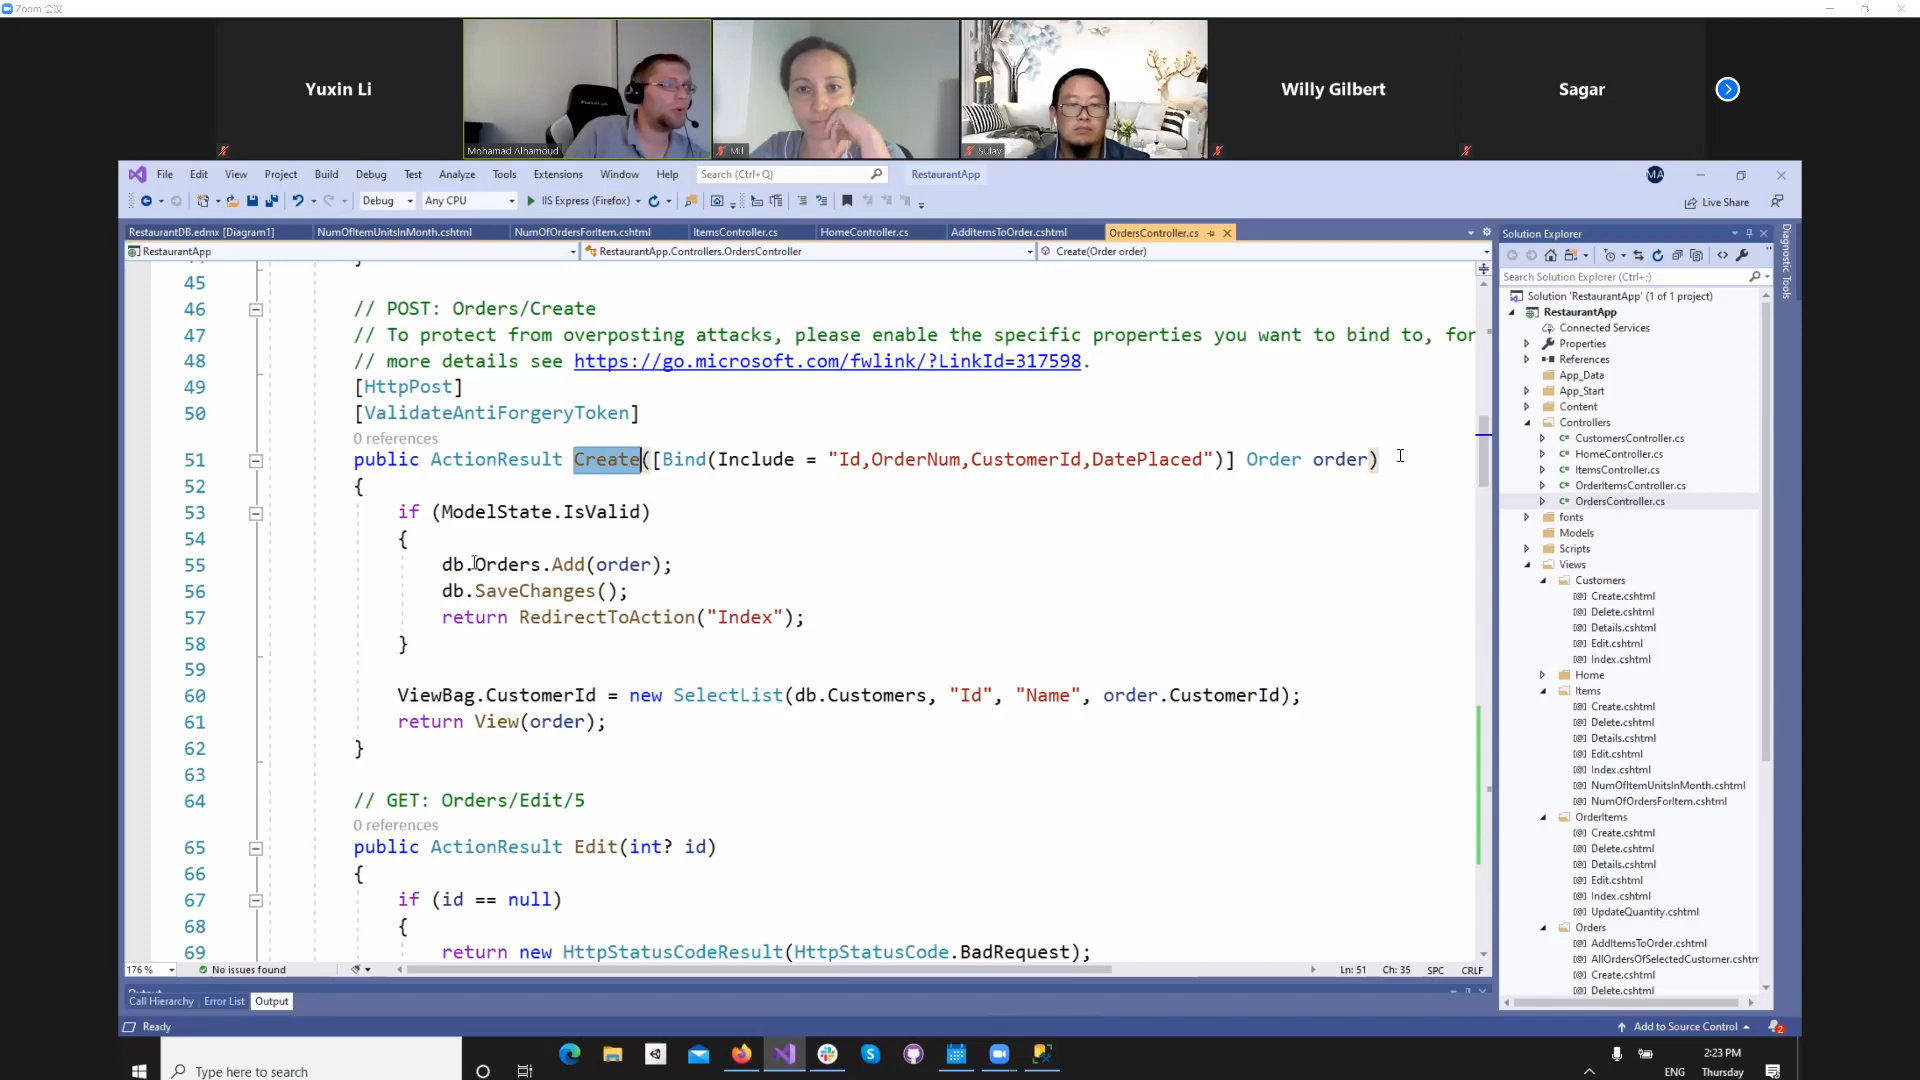 Zoom 会议
Yuxin Li
Mohamad Alhamoud
Mil
Sulay
Willy Gilbert
Sagar
File Edit View Project Build Debug Test Analyze Tools Extensions Window Help Search (Ctrl+Q) RestaurantApp MA
Debug Any CPU IIS Express (Firefox) Live Share
RestaurantDB.edmx [Diagram1] NumOfItemUnitsInMonth.cshtml NumOfOrdersForItem.cshtml ItemsController.cs HomeController.cs AddItemsToOrder.cshtml OrdersController.cs
RestaurantApp RestaurantApp.Controllers.OrdersController Create(Order order)
45
46 // POST: Orders/Create
47 // To protect from overposting attacks, please enable the specific properties you want to bind to, for
48 // more details see https://go.microsoft.com/fwlink/?LinkId=317598.
49 [HttpPost]
50 [ValidateAntiForgeryToken]
0 references
51 public ActionResult Create([Bind(Include = "Id,OrderNum,CustomerId,DatePlaced")] Order order)
52 {
53 if (ModelState.IsValid)
54 {
55 db.Orders.Add(order);
56 db.SaveChanges();
57 return RedirectToAction("Index");
58 }
59
60 ViewBag.CustomerId = new SelectList(db.Customers, "Id", "Name", order.CustomerId);
61 return View(order);
62 }
63
64 // GET: Orders/Edit/5
0 references
65 public ActionResult Edit(int? id)
66 {
67 if (id == null)
68 {
69 return new HttpStatusCodeResult(HttpStatusCode.BadRequest);
176 % No issues found Ln: 51 Ch: 35 SPC CRLF
Output
Call Hierarchy Error List Output
Ready Add to Source Control 2
Solution Explorer
Search Solution Explorer (Ctrl+;)
Solution 'RestaurantApp' (1 of 1 project)
RestaurantApp
Connected Services
Properties
References
App_Data
App_Start
Content
Controllers
CustomersController.cs
HomeController.cs
ItemsController.cs
OrderItemsController.cs
OrdersController.cs
fonts
Models
Scripts
Views
Customers
Create.cshtml
Delete.cshtml
Details.cshtml
Edit.cshtml
Index.cshtml
Home
Items
Create.cshtml
Delete.cshtml
Details.cshtml
Edit.cshtml
Index.cshtml
NumOfItemUnitsInMonth.cshtml
NumOfOrdersForItem.cshtml
OrderItems
Create.cshtml
Delete.cshtml
Details.cshtml
Edit.cshtml
Index.cshtml
UpdateQuantity.cshtml
Orders
AddItemsToOrder.cshtml
AllOrdersOfSelectedCustomer.cshtm
Create.cshtml
Delete.cshtml
Diagnostic Tools
Type here to search
ENG
2:23 PM
Thursday